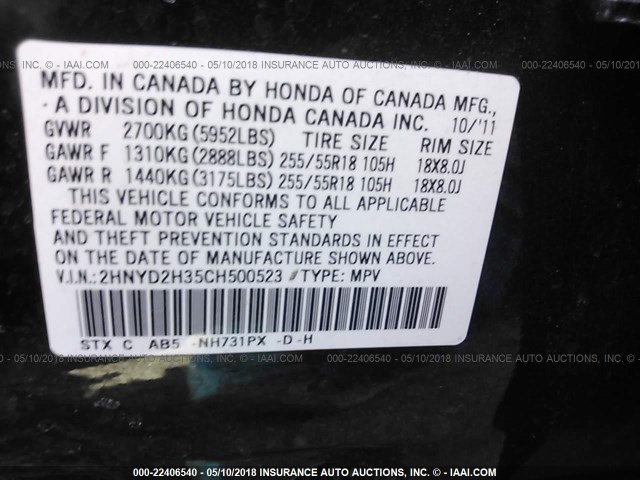 000-22406540 - 05/10/2018 INSURANCE AUTO AUCTIONS, INC. - © - IAAI.COM
MFD. IN CANADA BY HONDA OF CANADA MFG.,
A DIVISION OF HONDA CANADA INC. 10/'11
GVWR 2700KG (5952LBS) TIRE SIZE RIM SIZE
GAWR F 1310KG (2888LBS) 255/55R18 105H 18X8.0J
GAWR R 1440KG (3175LBS) 255/55R18 105H 18X8.0J
THIS VEHICLE CONFORMS TO ALL APPLICABLE
FEDERAL MOTOR VEHICLE SAFETY
AND THEFT PREVENTION STANDARDS IN EFFECT
ON THE DATE OF MANUFACTURE SHOWN ABOVE.
V.I.N.: 2HNYD2H35CH500523 TYPE: MPV
STX C AB5 -NH731PX -D-H
000-22406540 - 05/10/2018 INSURANCE AUTO AUCTIONS, INC. - © - IAAI.COM
000-22406540 - 05/10/2018 INSURANCE AUTO AUCTIONS, INC. - © - IAAI.COM